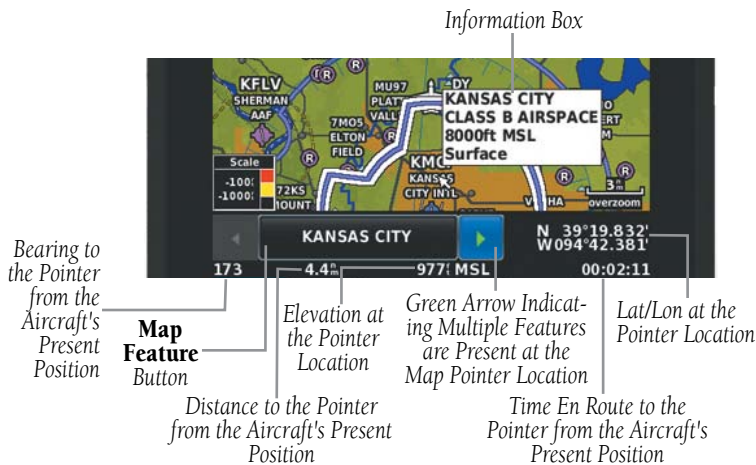 Information Box
KFLV
SHERMAN
AAF
MU97
PLAT
VALL
DY
7MO5
ELTON
FIELD
KANSAS CITY
CLASS B AIRSPACE
8000ft MSL
Surface
KMC
KANSAS
CITY INTL
Scale
-100ft
-1000ft
72KS
MOUNT
HA
3nm
overzoom
R
R
R
R
R
KANSAS CITY
N 39°19.832'
W094°42.381'
173
4.4nm
977ft MSL
00:02:11
Bearing to
the Pointer
from the
Aircraft's
Present
Position
Map
Feature
Button
Elevation at
the Pointer
Location
Green Arrow Indicat-
ing Multiple Features
are Present at the
Map Pointer Location
Lat/Lon at the
Pointer Location
Distance to the Pointer
from the Aircraft's Present
Position
Time En Route to the
Pointer from the Aircraft's
Present Position